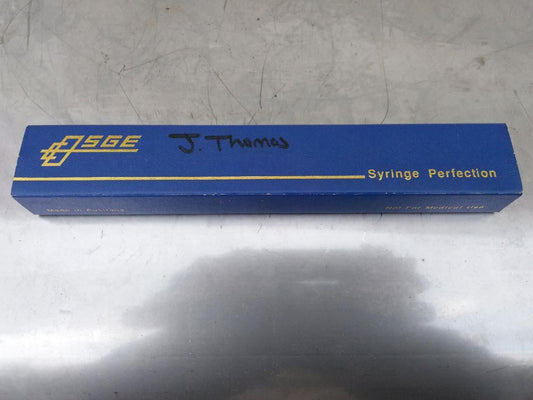 SGE
J. Thomas
Syringe Perfection
Made in Australia
Not For Medical Use